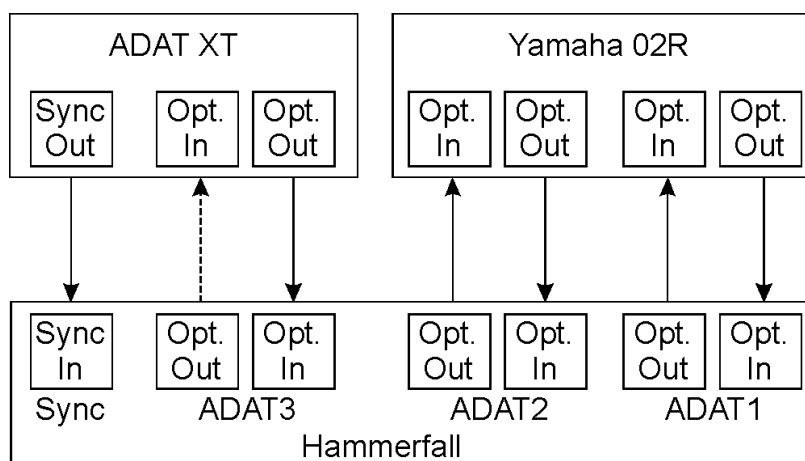 ADAT XT
Yamaha 02R
Sync Out
Opt. In
Opt. Out
Opt. In
Opt. Out
Opt. In
Opt. Out
Sync In
Opt. Out
Opt. In
Opt. Out
Opt. In
Opt. Out
Opt. In
Sync
ADAT3
ADAT2
ADAT1
Hammerfall